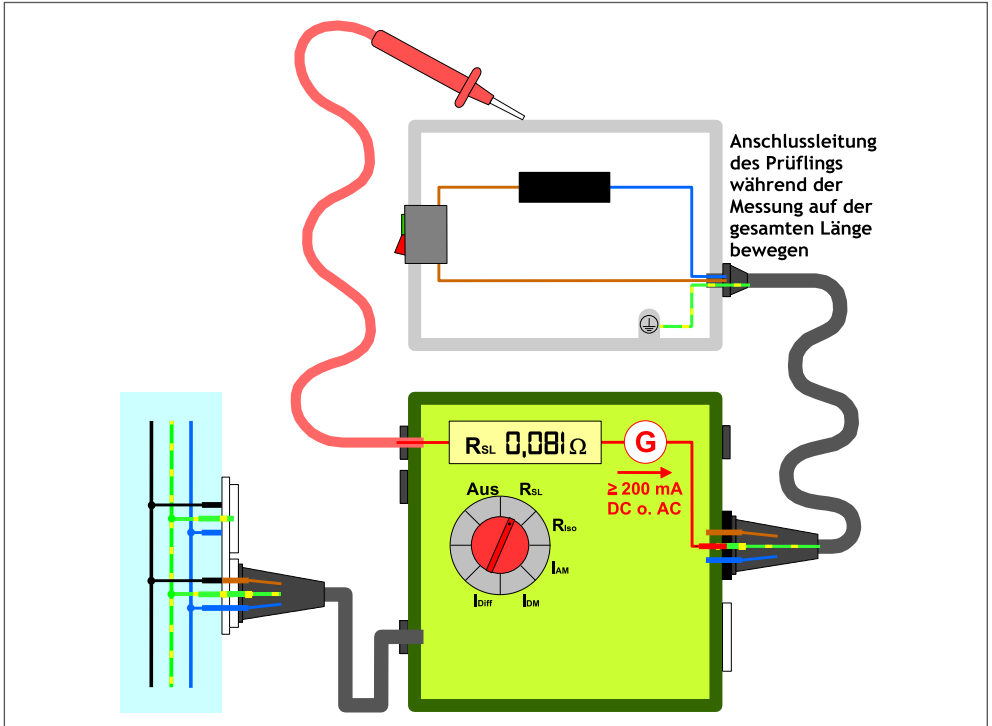 Anschlussleitung
des Prüflings
während der
Messung auf der
gesamten Länge
bewegen
RSL 0,081 Ω
G
≥ 200 mA
DC o. AC
Aus
RSL
RIso
IAM
IDM
IDiff